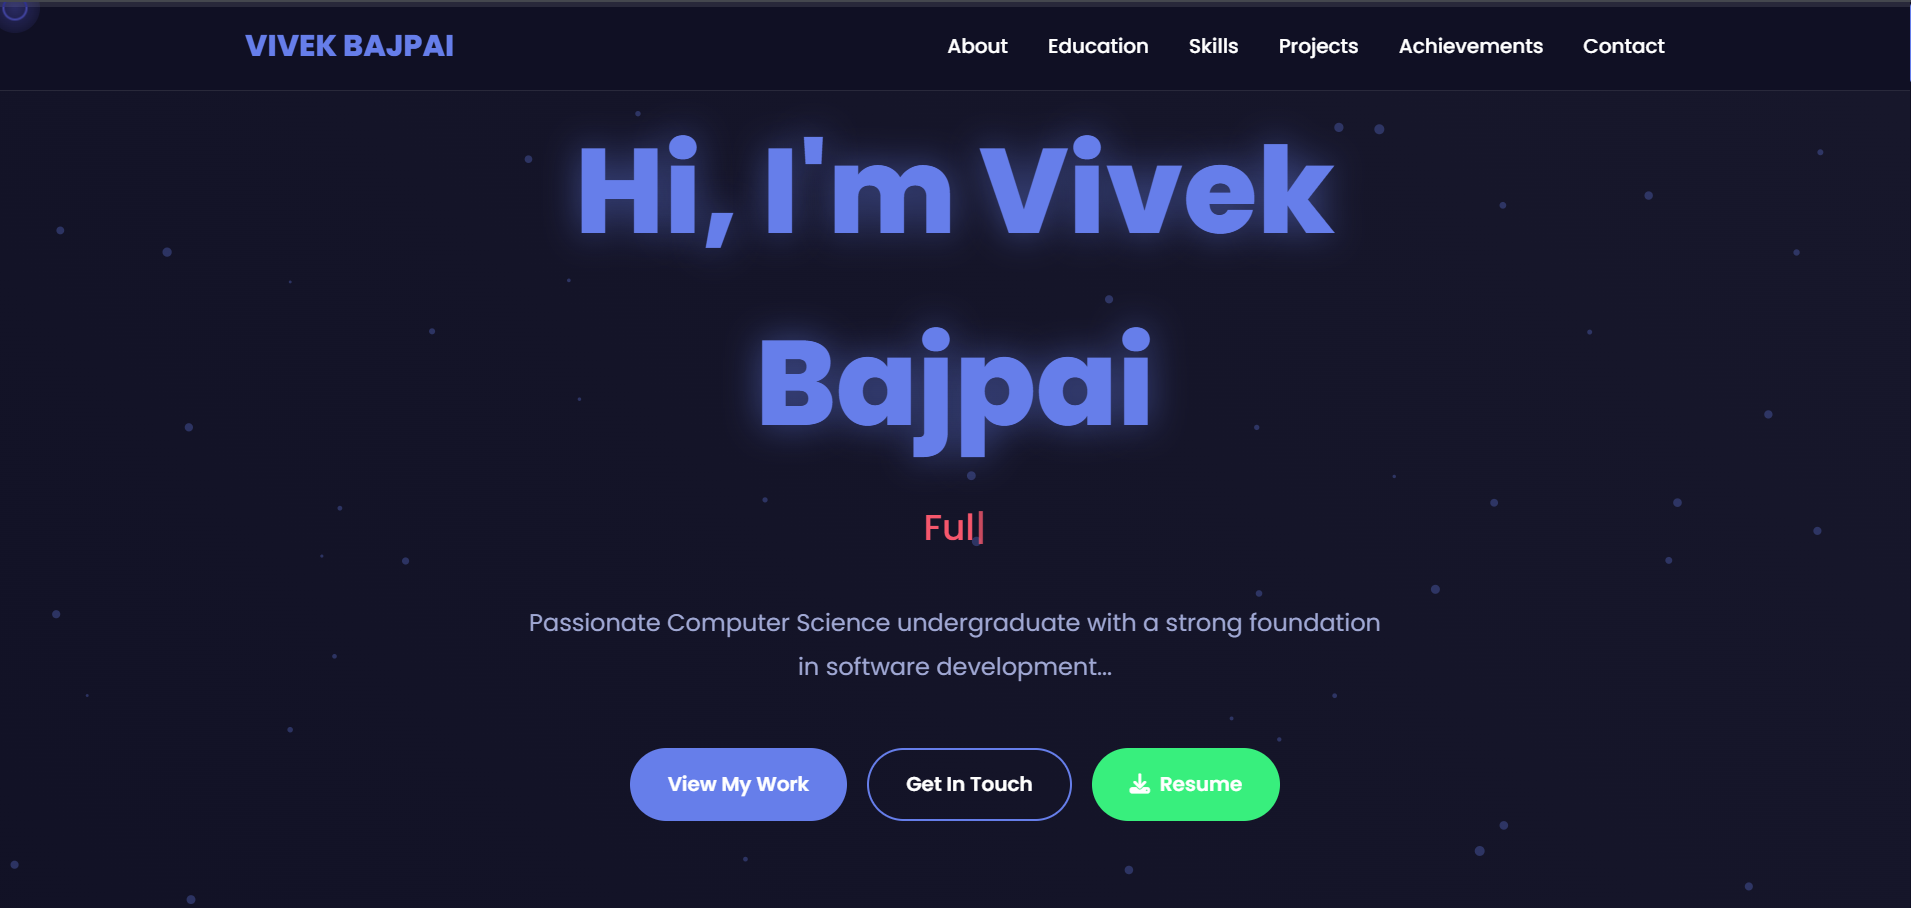 VIVEK BAJPAI
About Education Skills Projects Achievements Contact
Hi, I'm Vivek
Bajpai
Ful|
Passionate Computer Science undergraduate with a strong foundation
in software development...
View My Work Get In Touch Resume